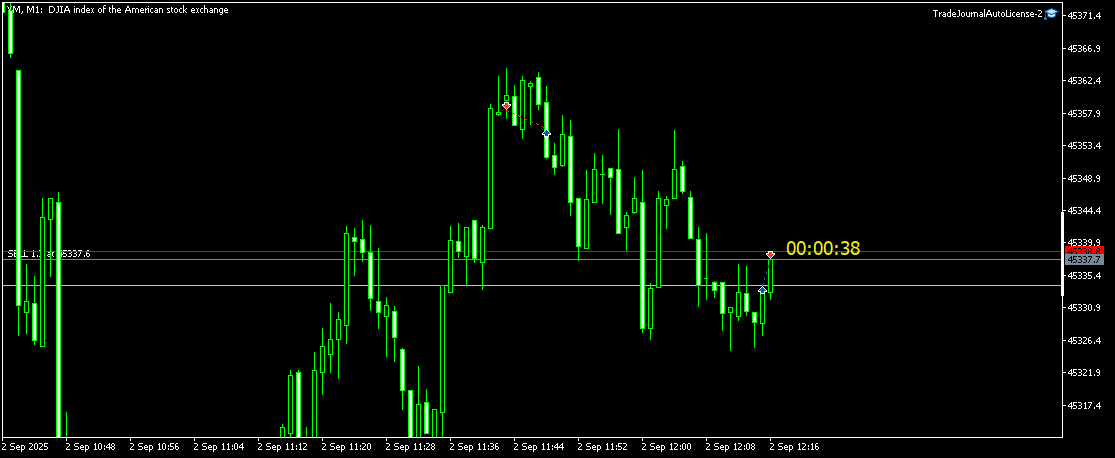 YM, M1: DJIA index of the American stock exchange
TradeJournalAutoLicense-2
45371.4
45366.9
45362.4
45357.9
45353.4
45348.9
45344.4
45339.9
00:00:38
at 45337.6
45337.7
45335.4
45330.9
45326.4
45321.9
45317.4
2 Sep 2025
2 Sep 10:48
2 Sep 10:56
2 Sep 11:04
2 Sep 11:12
2 Sep 11:20
2 Sep 11:28
2 Sep 11:36
2 Sep 11:44
2 Sep 11:52
2 Sep 12:00
2 Sep 12:08
2 Sep 12:16